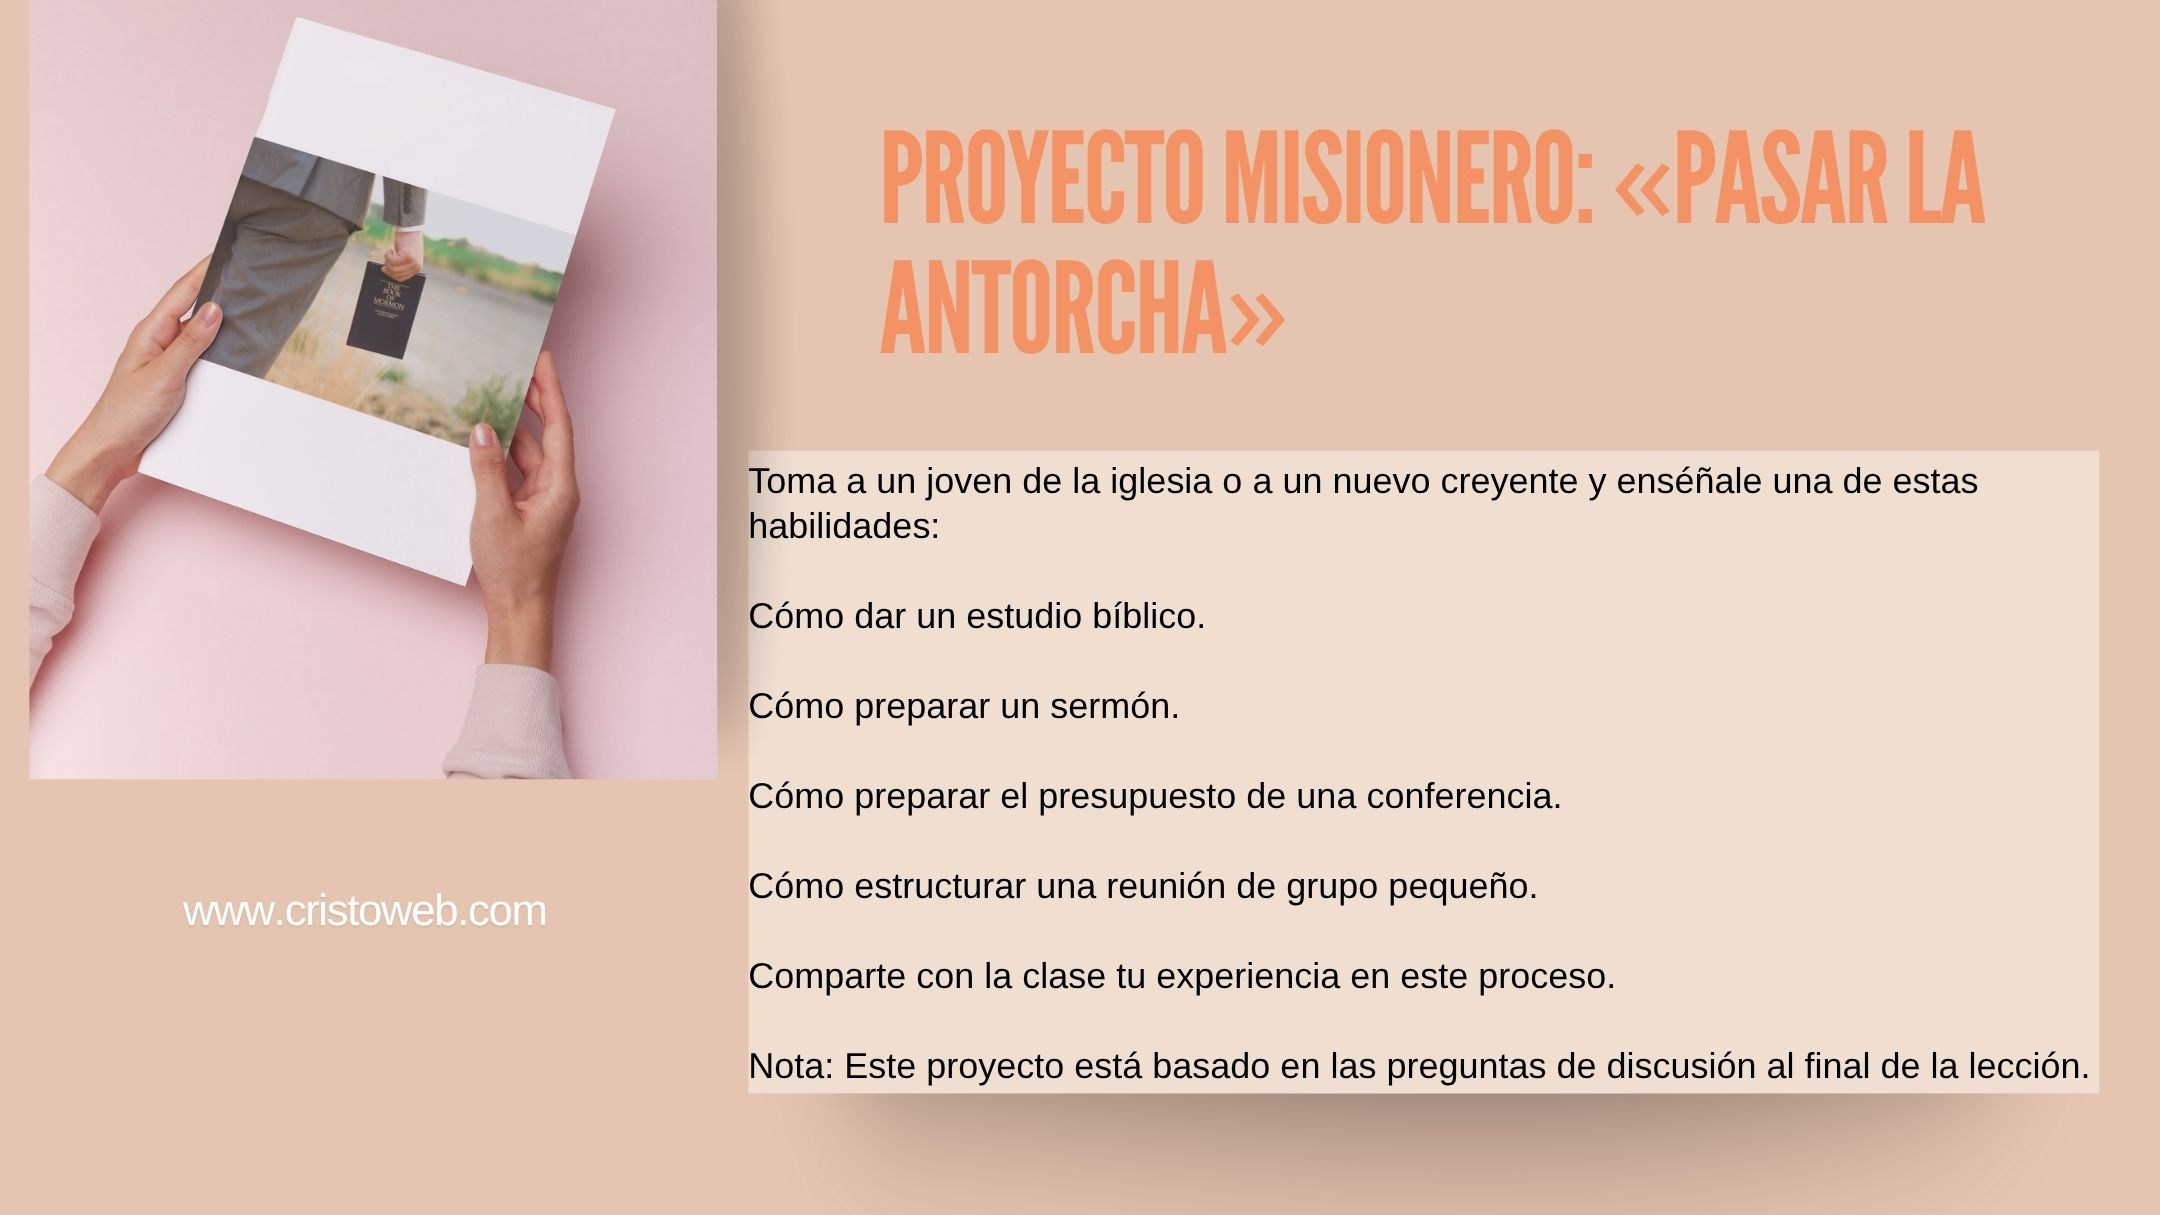 PROYECTO MISIONERO: «PASAR LA
ANTORCHA»
THE
BOOK
OF
MORMON
Toma a un joven de la iglesia o a un nuevo creyente y enséñale una de estas
habilidades:
Cómo dar un estudio bíblico.
Cómo preparar un sermón.
Cómo preparar el presupuesto de una conferencia.
Cómo estructurar una reunión de grupo pequeño.
Comparte con la clase tu experiencia en este proceso.
Nota: Este proyecto está basado en las preguntas de discusión al final de la lección.
www.cristoweb.com